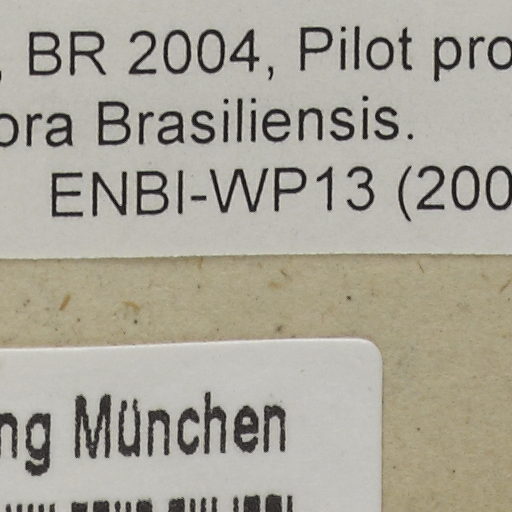 , BR 2004, Pilot pro
ora Brasiliensis.
ENBI-WP13 (200
ng München